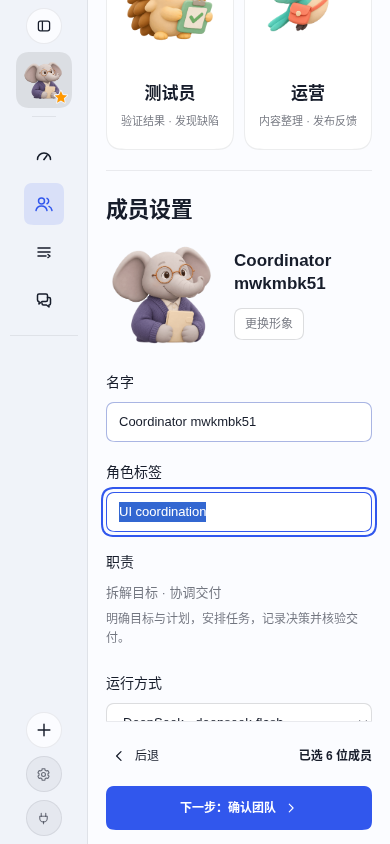 测试员
验证结果 · 发现缺陷
运营
内容整理 · 发布反馈
成员设置
Coordinator
mwkmbk51
更换形象
名字
Coordinator mwkmbk51
角色标签
UI coordination
职责
拆解目标 · 协调交付
明确目标与计划，安排任务，记录决策并核验交
付。
运行方式
后退
已选 6 位成员
下一步：确认团队